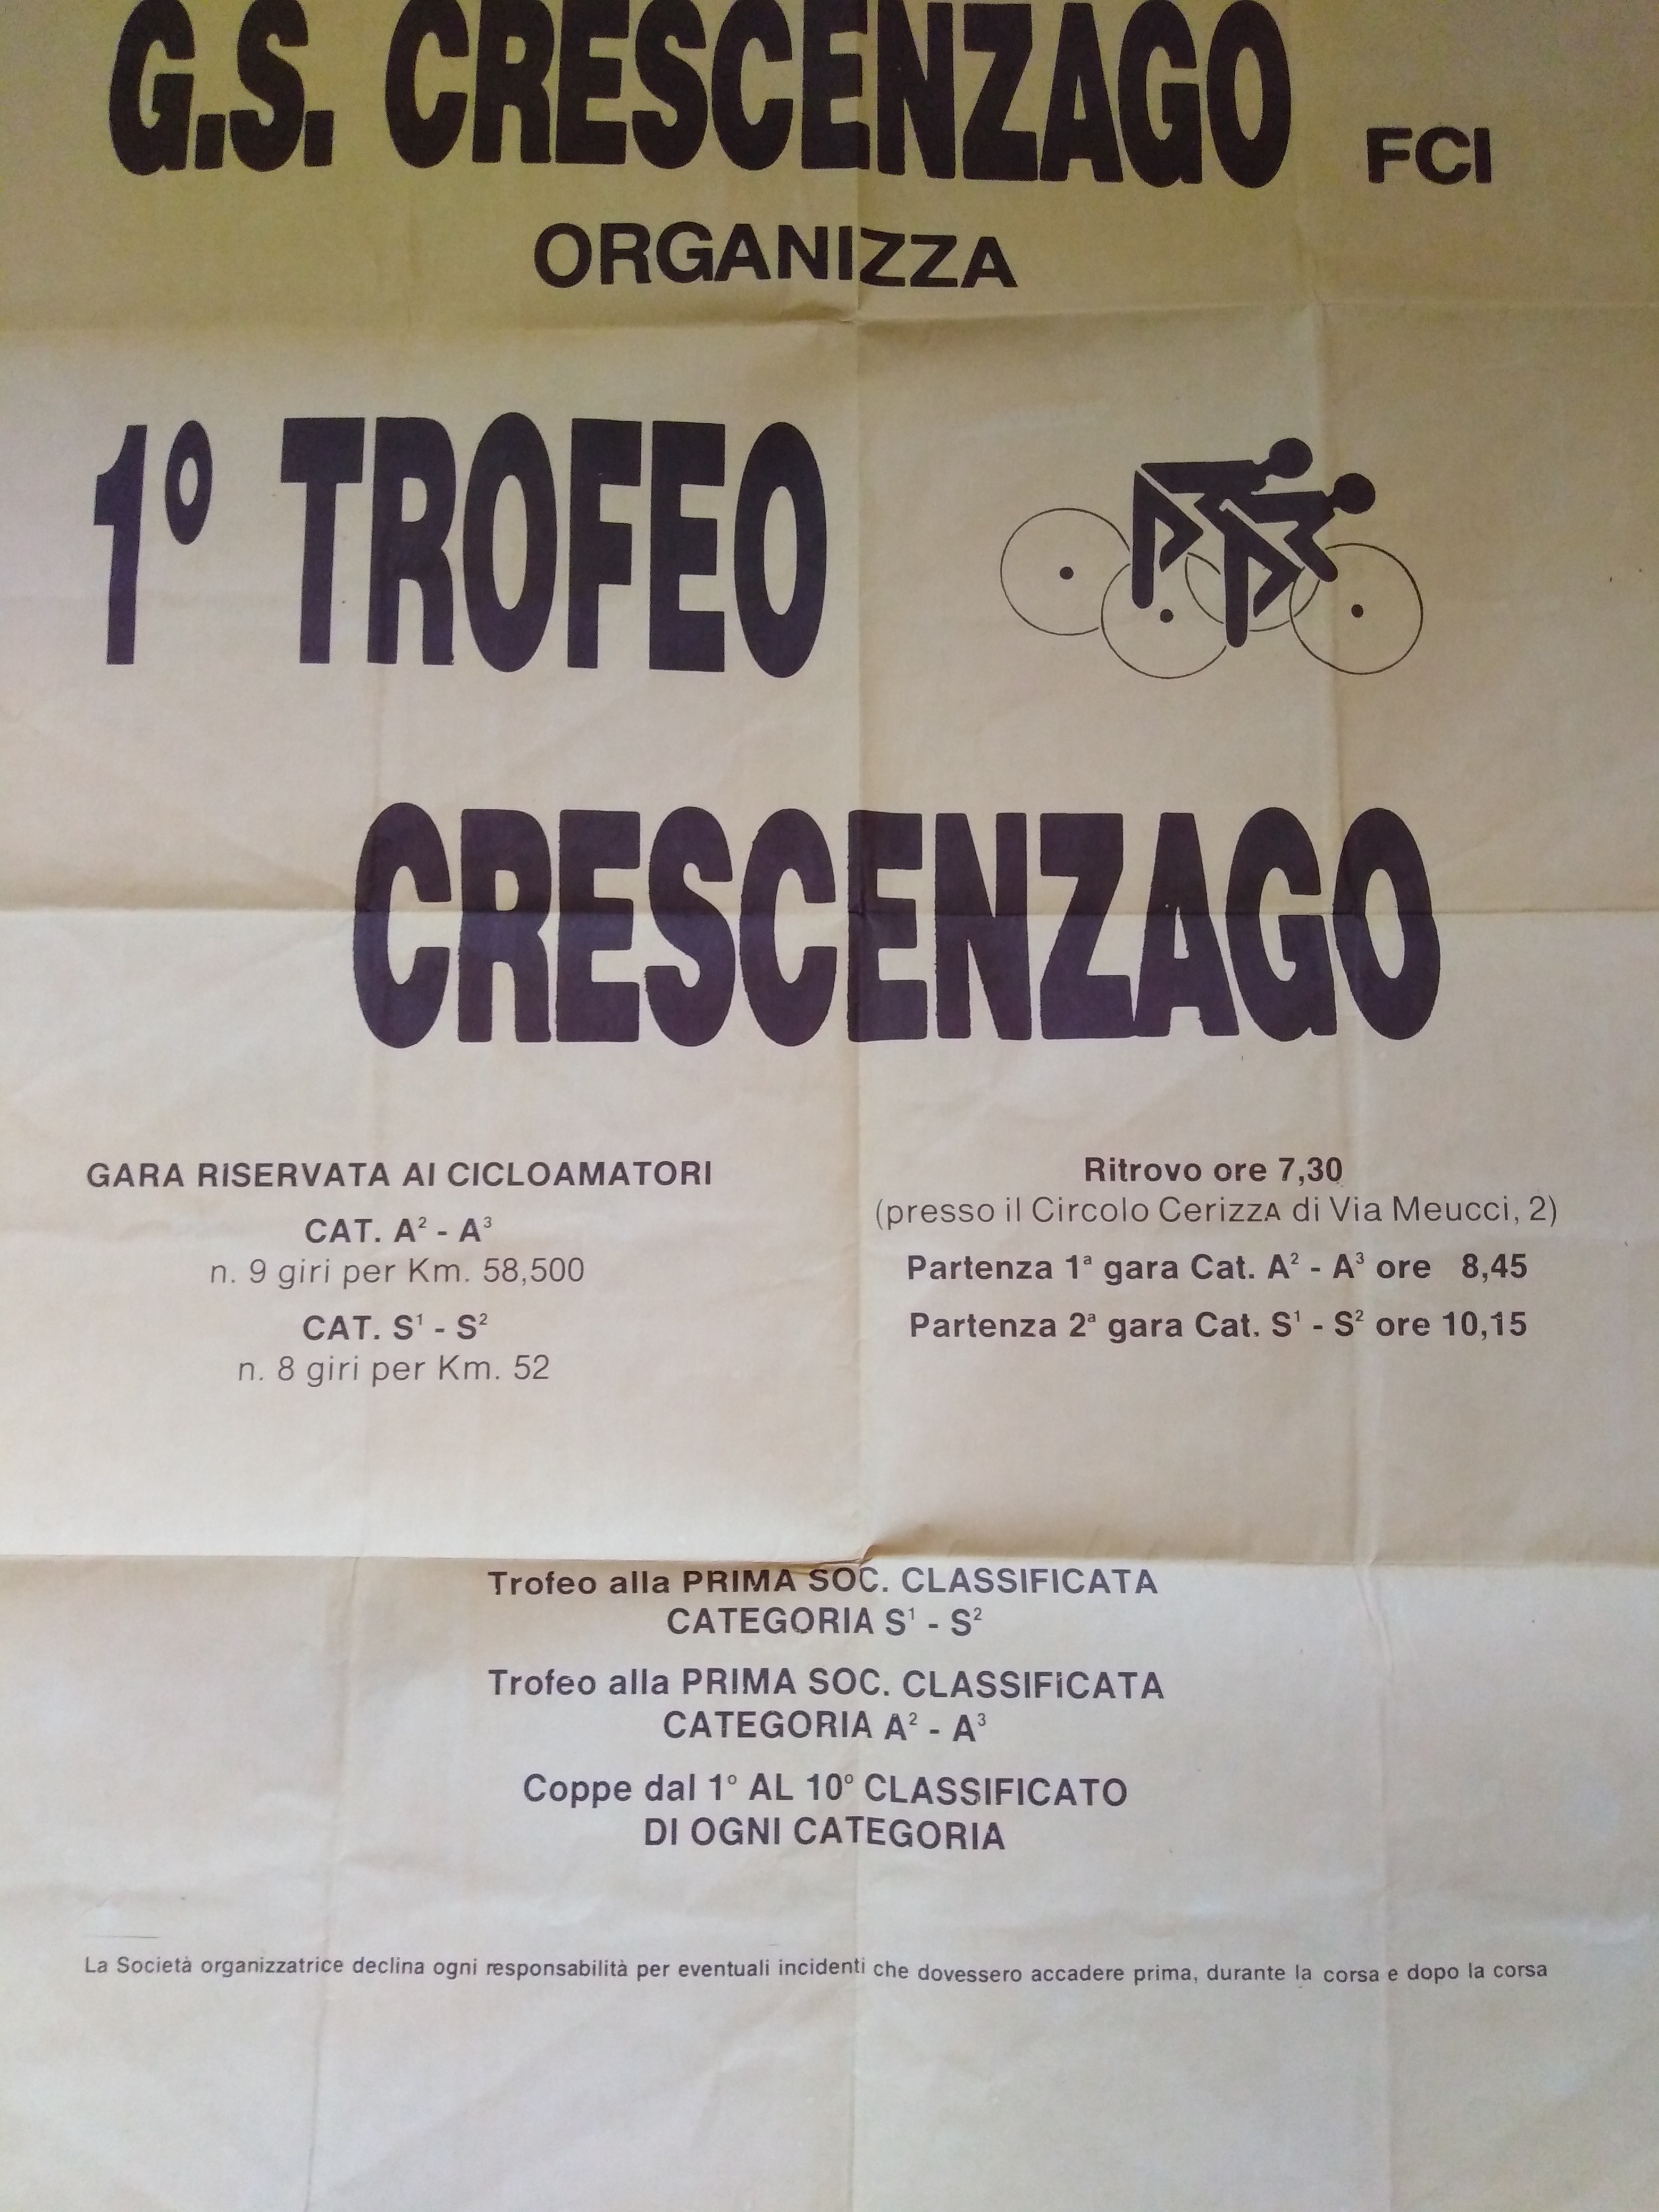 G.S. CRESCENZAGO FCI
ORGANIZZA
1º TROFEO
CRESCENZAGO
GARA RISERVATA AI CICLOAMATORI
CAT. A² - A³
n. 9 giri per Km. 58,500
CAT. S¹ - S²
n. 8 giri per Km. 52
Ritrovo ore 7,30
(presso il Circolo CerizzA di Via Meucci, 2)
Partenza 1ª gara Cat. A² - A³ ore 8,45
Partenza 2ª gara Cat. S¹ - S² ore 10,15
Trofeo alla PRIMA SOC. CLASSIFICATA
CATEGORIA S¹ - S²
Trofeo alla PRIMA SOC. CLASSIFICATA
CATEGORIA A² - A³
Coppe dal 1º AL 10º CLASSIFICATO
DI OGNI CATEGORIA
La Società organizzatrice declina ogni responsabilità per eventuali incidenti che dovessero accadere prima, durante la corsa e dopo la corsa